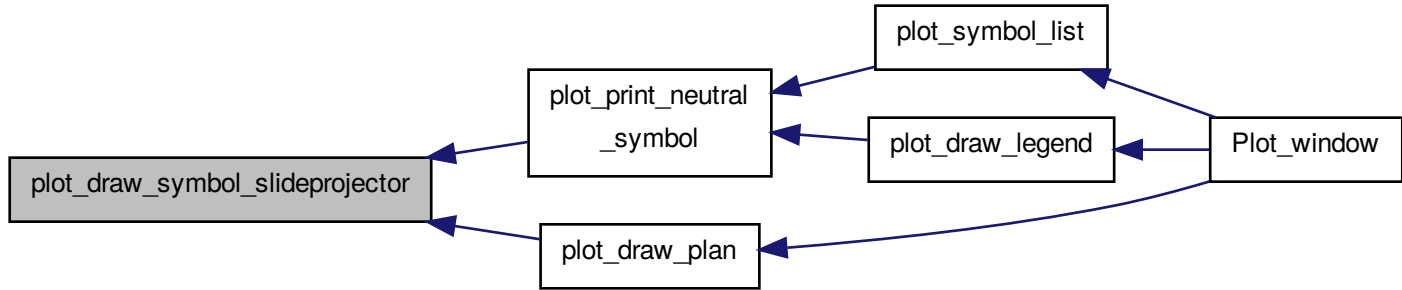 plot_draw_symbol_slideprojector
plot_print_neutral
_symbol
plot_symbol_list
plot_draw_legend
Plot_window
plot_draw_plan